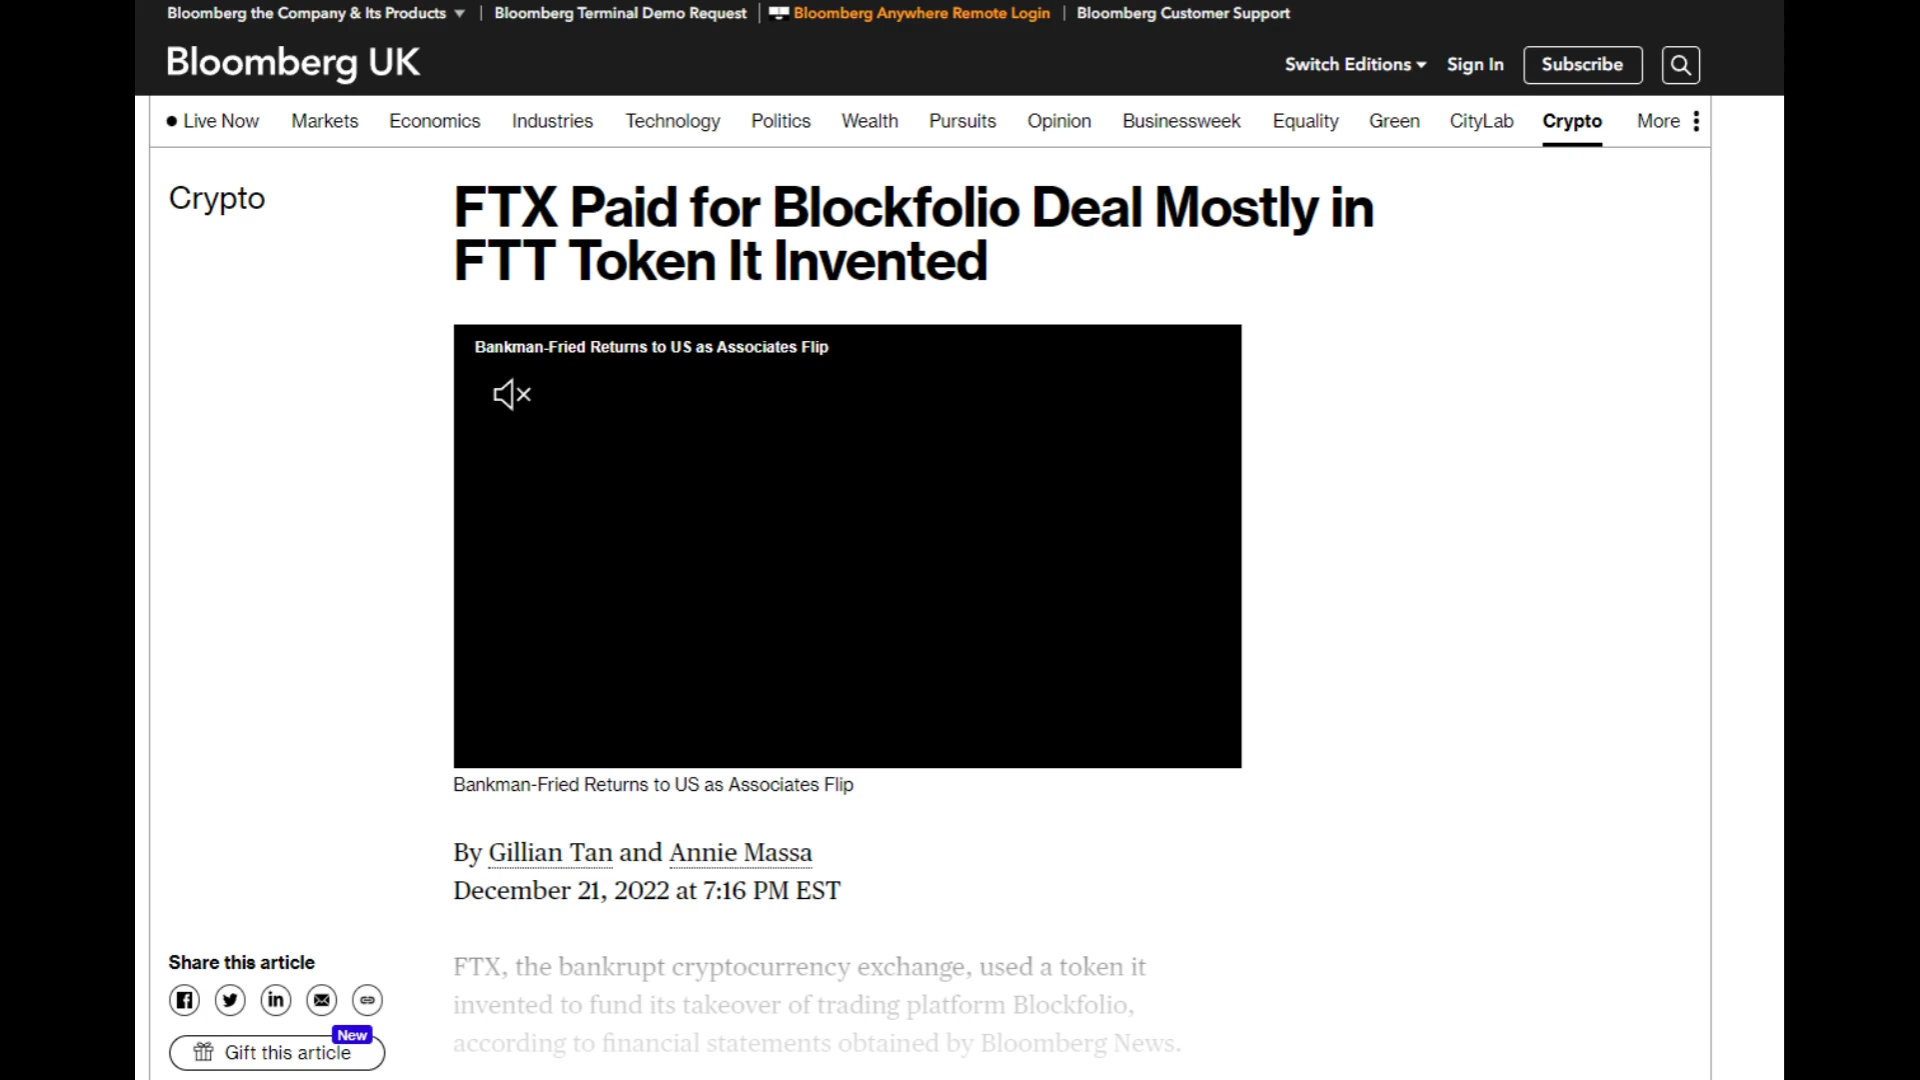 Bloomberg the Company & Its Products | Bloomberg Terminal Demo Request | Bloomberg Anywhere Remote Login | Bloomberg Customer Support
Bloomberg UK
Switch Editions Sign In Subscribe
Live Now Markets Economics Industries Technology Politics Wealth Pursuits Opinion Businessweek Equality Green CityLab Crypto More
Crypto
FTX Paid for Blockfolio Deal Mostly in
FTT Token It Invented
Bankman-Fried Returns to US as Associates Flip
Bankman-Fried Returns to US as Associates Flip
By Gillian Tan and Annie Massa
December 21, 2022 at 7:16 PM EST
Share this article
New
Gift this article
FTX, the bankrupt cryptocurrency exchange, used a token it
invented to fund its takeover of trading platform Blockfolio,
according to financial statements obtained by Bloomberg News.